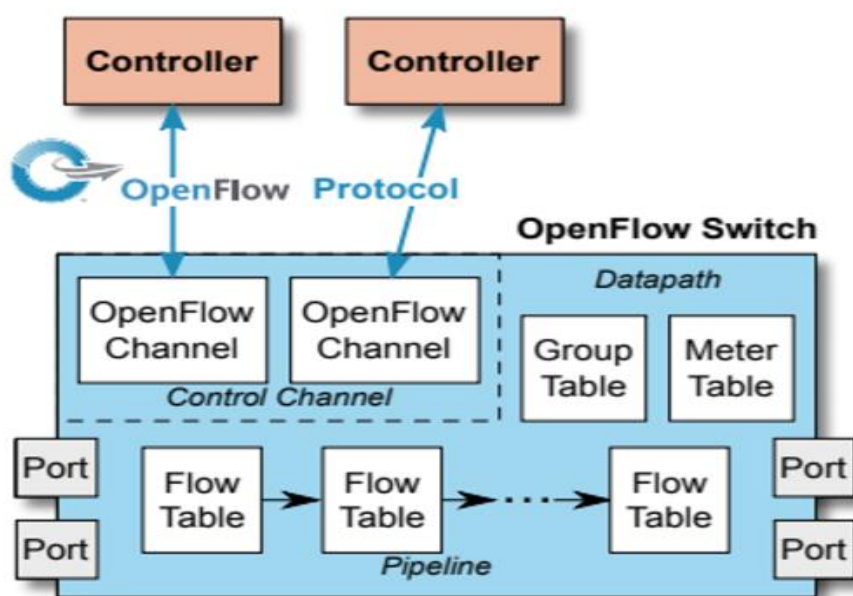 Controller
Controller
OpenFlow Protocol
OpenFlow Switch
OpenFlow
Channel
OpenFlow
Channel
Control Channel
Datapath
Group
Table
Meter
Table
Port
Port
Flow
Table
Flow
Table
...
Flow
Table
Port
Port
Pipeline